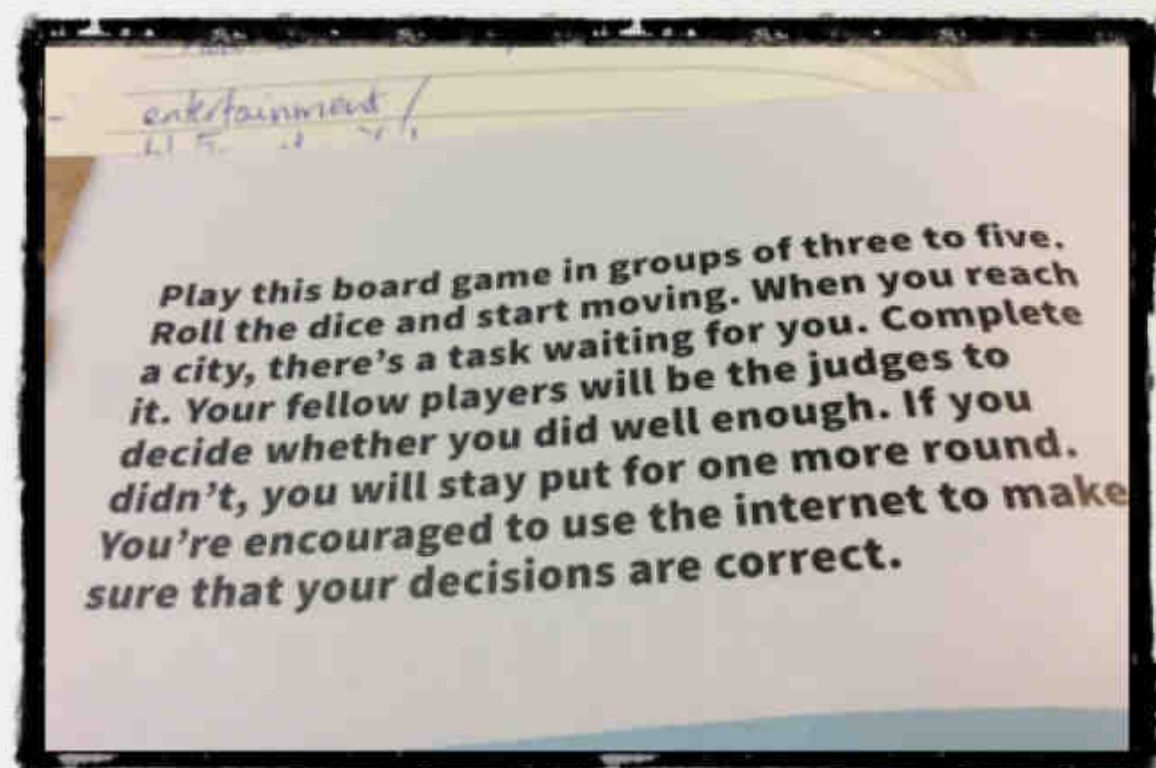 entertainment /
Play this board game in groups of three to five.
Roll the dice and start moving. When you reach
a city, there's a task waiting for you. Complete
it. Your fellow players will be the judges to
decide whether you did well enough. If you
didn't, you will stay put for one more round.
You're encouraged to use the internet to make
sure that your decisions are correct.